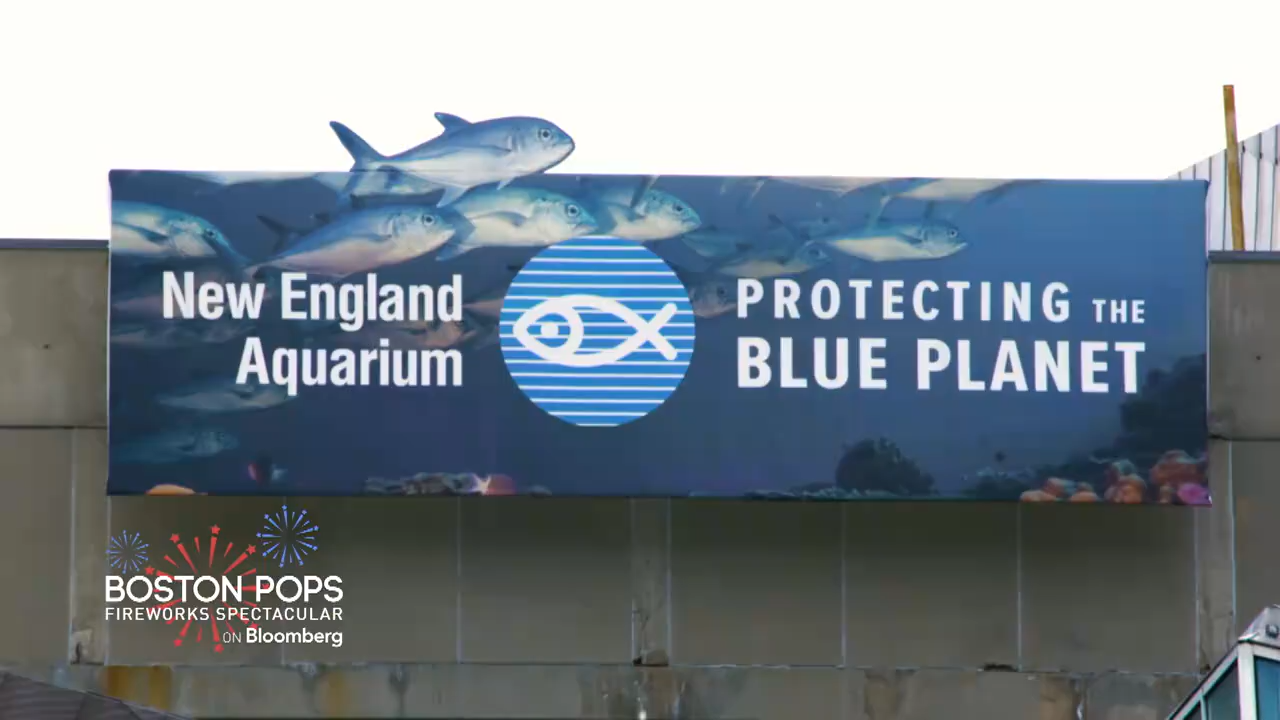 New England
Aquarium
PROTECTING THE
BLUE PLANET
BOSTON POPS
FIREWORKS SPECTACULAR
ON Bloomberg